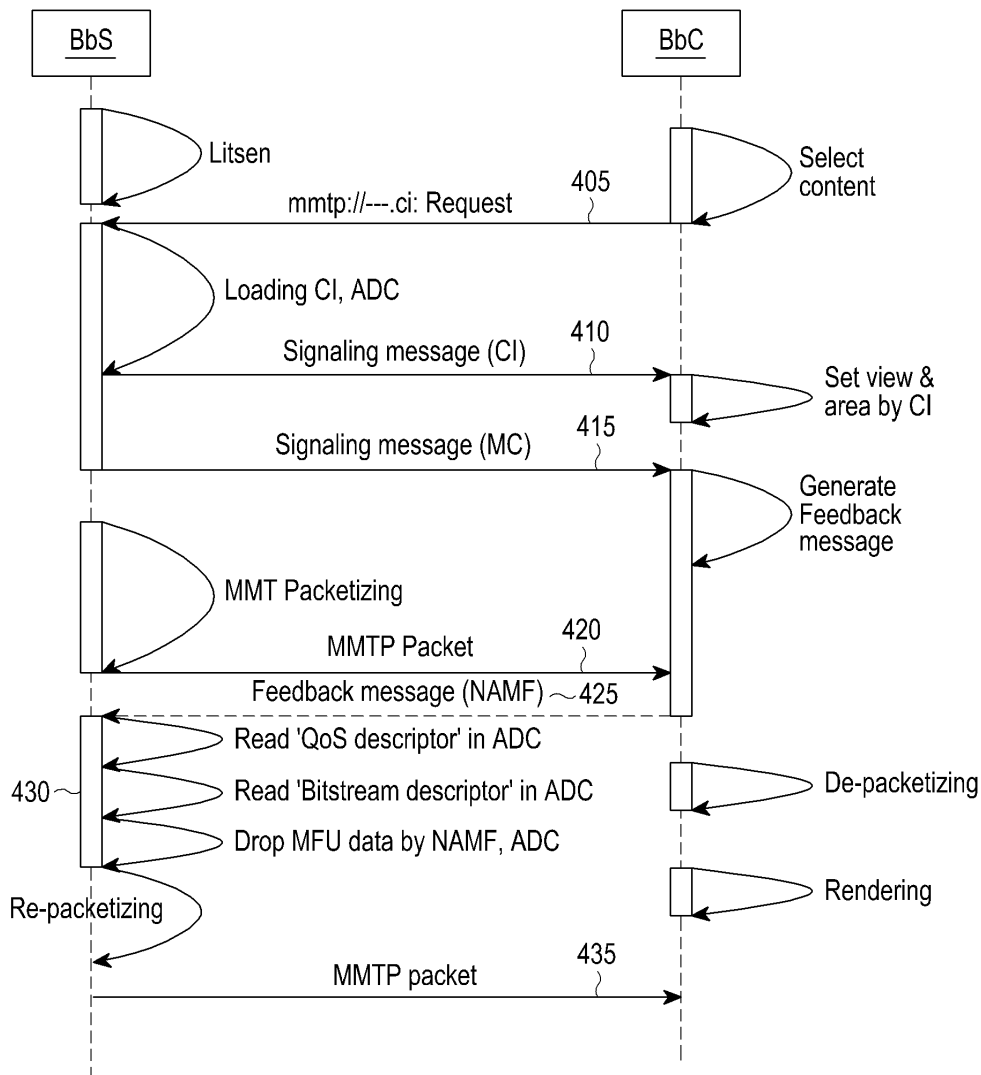 BbS
BbC
Litsen
Select
content
405
mmtp://---.ci: Request
Loading CI, ADC
410
Signaling message (CI)
Set view &
area by CI
415
Signaling message (MC)
Generate
Feedback
message
MMT Packetizing
420
MMTP Packet
Feedback message (NAMF)
425
Read 'QoS descriptor' in ADC
430
Read 'Bitstream descriptor' in ADC
De-packetizing
Drop MFU data by NAMF, ADC
Rendering
Re-packetizing
435
MMTP packet